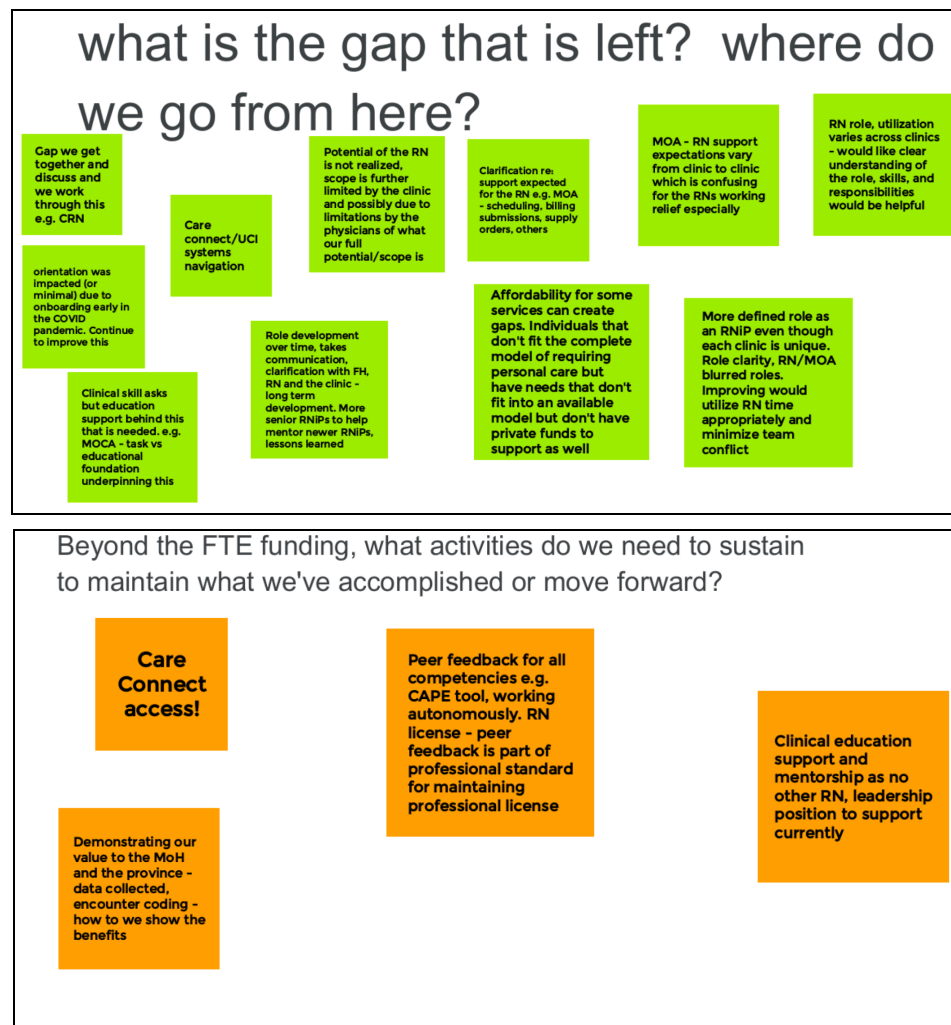 what is the gap that is left?  where do
we go from here?
Gap we get
together and
discuss and
we work
through this
e.g. CRN
Care
connect/UCI
systems
navigation
Potential of the RN
is not realized,
scope is further
limited by the clinic
and possibly due to
limitations by the
physicians of what
our full
potential/scope is
Clarification re:
support expected
for the RN e.g. MOA
- scheduling, billing
submissions, supply
orders, others
MOA - RN support
expectations vary
from clinic to clinic
which is confusing
for the RNs working
relief especially
RN role, utilization
varies across clinics
- would like clear
understanding of
the role, skills, and
responsibilities
would be helpful
orientation was
impacted (or
minimal) due to
onboarding early in
the COVID
pandemic. Continue
to improve this
Role development
over time, takes
communication,
clarification with FH,
RN and the clinic -
long term
development. More
senior RNiPs to help
mentor newer RNiPs,
lessons learned
Affordability for some
services can create
gaps. Individuals that
don't fit the complete
model of requiring
personal care but
have needs that don't
fit into an available
model but don't have
private funds to
support as well
More defined role as
an RNiP even though
each clinic is unique.
Role clarity, RN/MOA
blurred roles.
Improving would
utilize RN time
appropriately and
minimize team
conflict
Clinical skill asks
but education
support behind this
that is needed. e.g.
MOCA - task vs
educational
foundation
underpinning this
Beyond the FTE funding, what activities do we need to sustain
to maintain what we've accomplished or move forward?
Care
Connect
access!
Peer feedback for all
competencies e.g.
CAPE tool, working
autonomously. RN
license - peer
feedback is part of
professional standard
for maintaining
professional license
Clinical education
support and
mentorship as no
other RN, leadership
position to support
currently
Demonstrating our
value to the MoH
and the province -
data collected,
encounter coding -
how to we show the
benefits